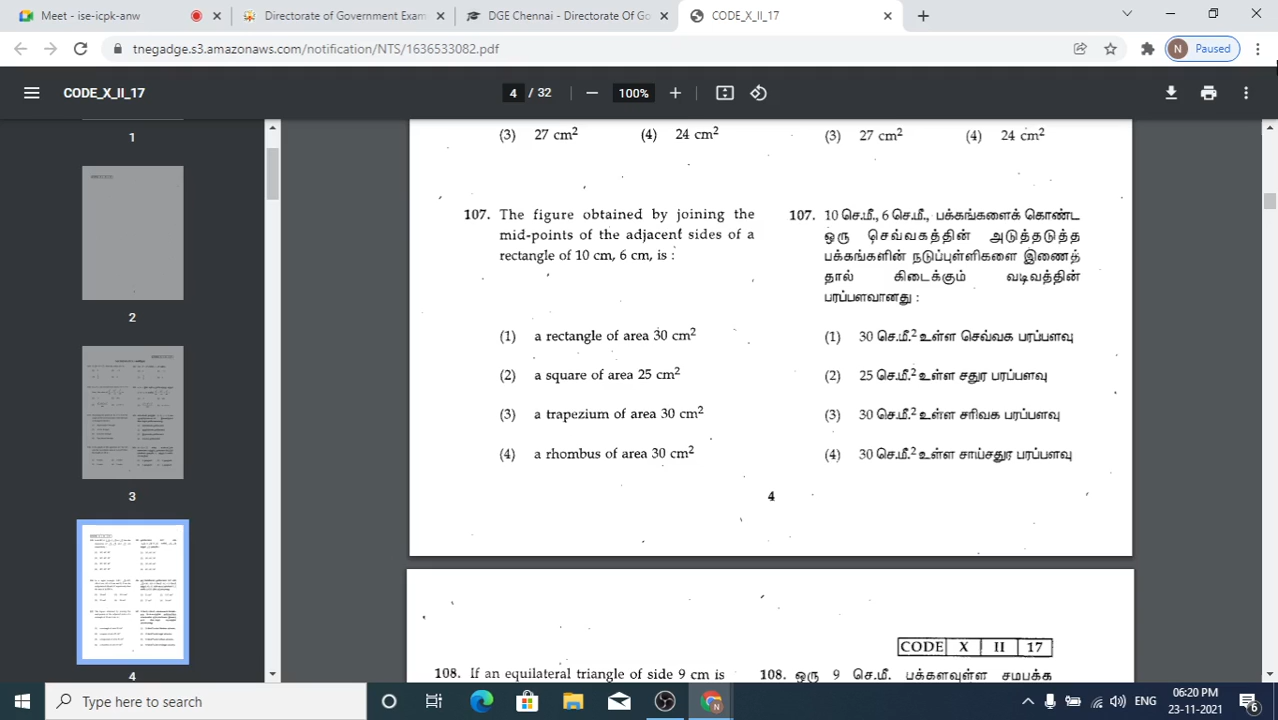 Meet - ise-icpk-anw
Directorate of Government Exam
DGE Chennai - Directorate Of Go
CODE_X_II_17
tnegadge.s3.amazonaws.com/notification/NTS/1636533082.pdf
N Paused
CODE_X_II_17
4 / 32
100%
1
2
3
4
(3) 27 cm²
(4) 24 cm²
(3) 27 cm²
(4) 24 cm²
107. The figure obtained by joining the
mid-points of the adjacent sides of a
rectangle of 10 cm, 6 cm, is :
(1) a rectangle of area 30 cm²
(2) a square of area 25 cm²
(3) a trapezium of area 30 cm²
(4) a rhombus of area 30 cm²
107. 10 செ.மீ., 6 செ.மீ., பக்கங்களைக் கொண்ட
ஒரு செவ்வகத்தின் அடுத்தடுத்த
பக்கங்களின் நடுப்புள்ளிகளை இணைத்
தால் கிடைக்கும் வடிவத்தின்
பரப்பளவானது :
(1) 30 செ.மீ.² உள்ள செவ்வக பரப்பளவு
(2) 25 செ.மீ.² உள்ள சதுர பரப்பளவு
(3) 30 செ.மீ.² உள்ள சரிவக பரப்பளவு
(4) 30 செ.மீ.² உள்ள சாய்சதுர பரப்பளவு
4
CODE X II 17
108. If an equilateral triangle of side 9 cm is
108. ஒரு 9 செ.மீ. பக்கஅளவுள்ள சமபக்க
Type here to search
ENG
06:20 PM
23-11-2021
6